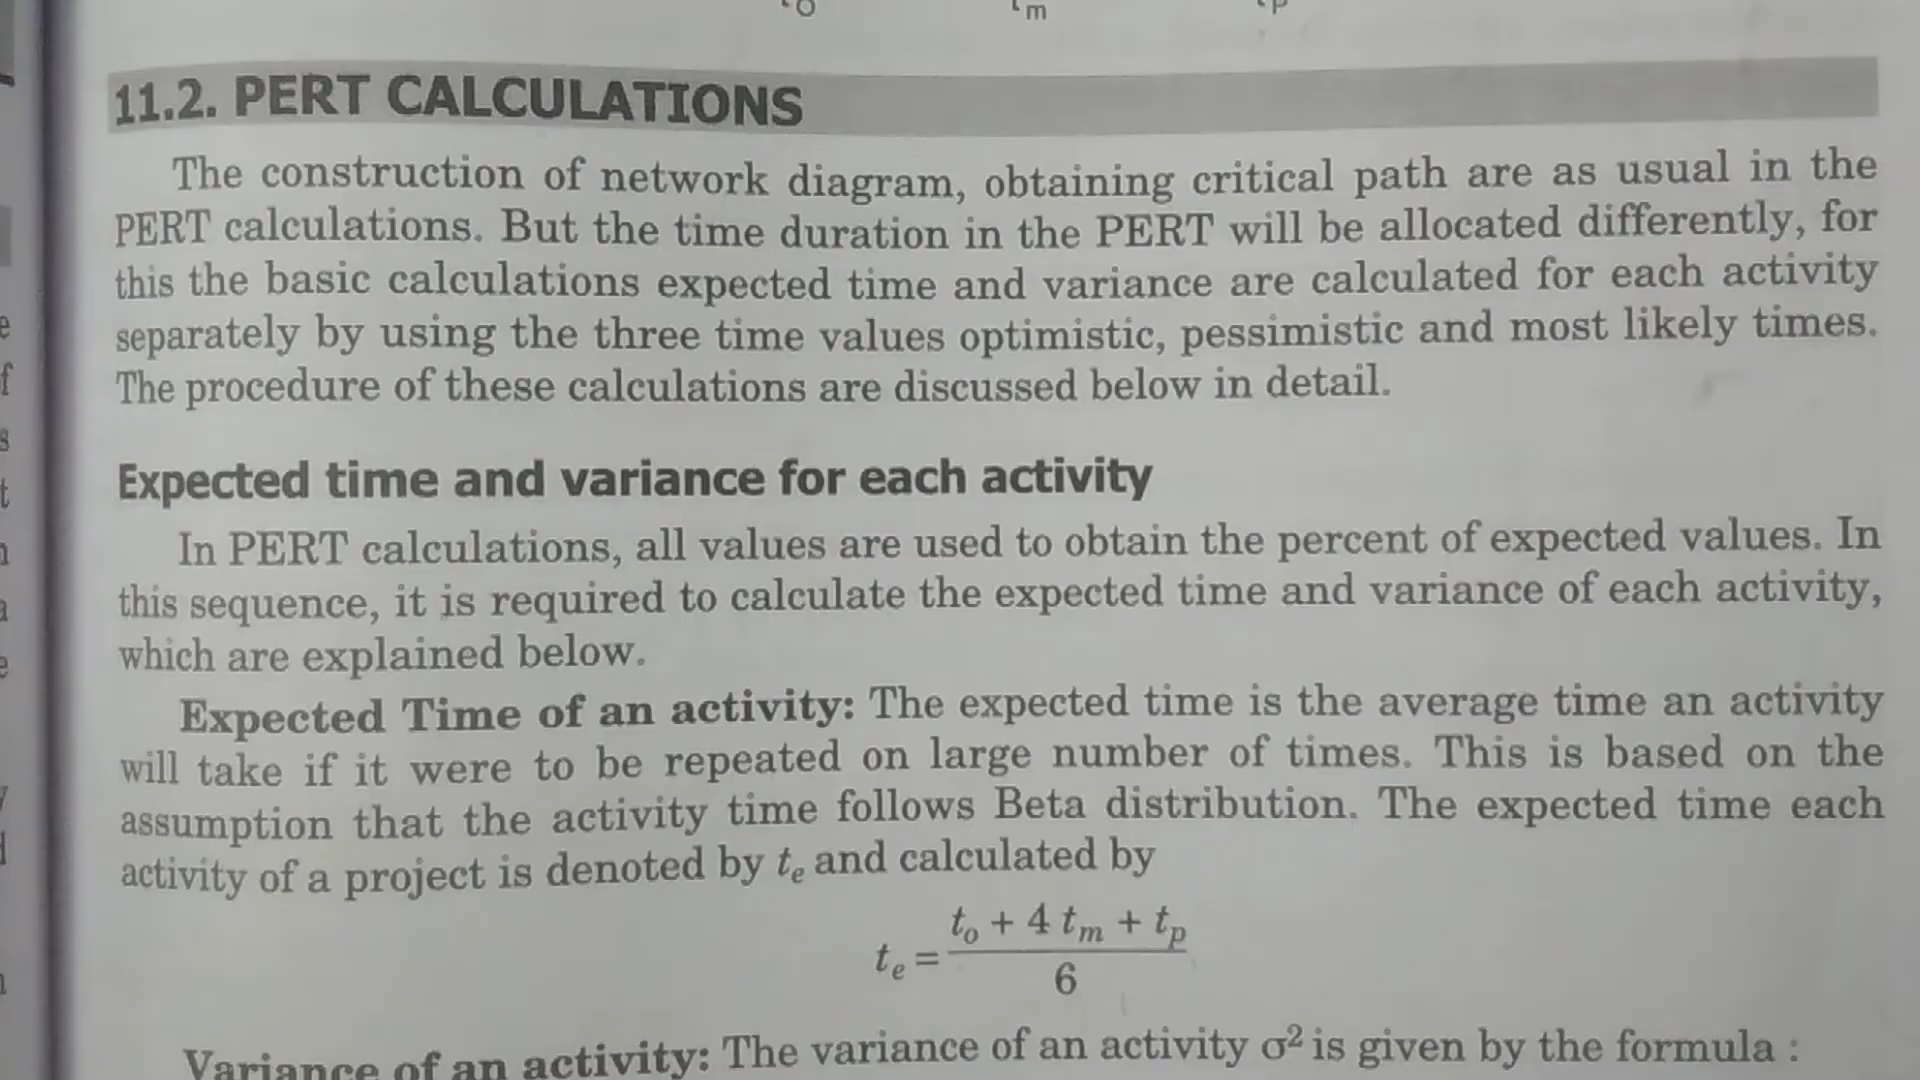 to tm tp
11.2. PERT CALCULATIONS
The construction of network diagram, obtaining critical path are as usual in the
PERT calculations. But the time duration in the PERT will be allocated differently, for
this the basic calculations expected time and variance are calculated for each activity
separately by using the three time values optimistic, pessimistic and most likely times.
The procedure of these calculations are discussed below in detail.
Expected time and variance for each activity
In PERT calculations, all values are used to obtain the percent of expected values. In
this sequence, it is required to calculate the expected time and variance of each activity,
which are explained below.
Expected Time of an activity: The expected time is the average time an activity
will take if it were to be repeated on large number of times. This is based on the
assumption that the activity time follows Beta distribution. The expected time each
activity of a project is denoted by te and calculated by
te = (to + 4 tm + tp) / 6
Variance of an activity: The variance of an activity σ² is given by the formula :